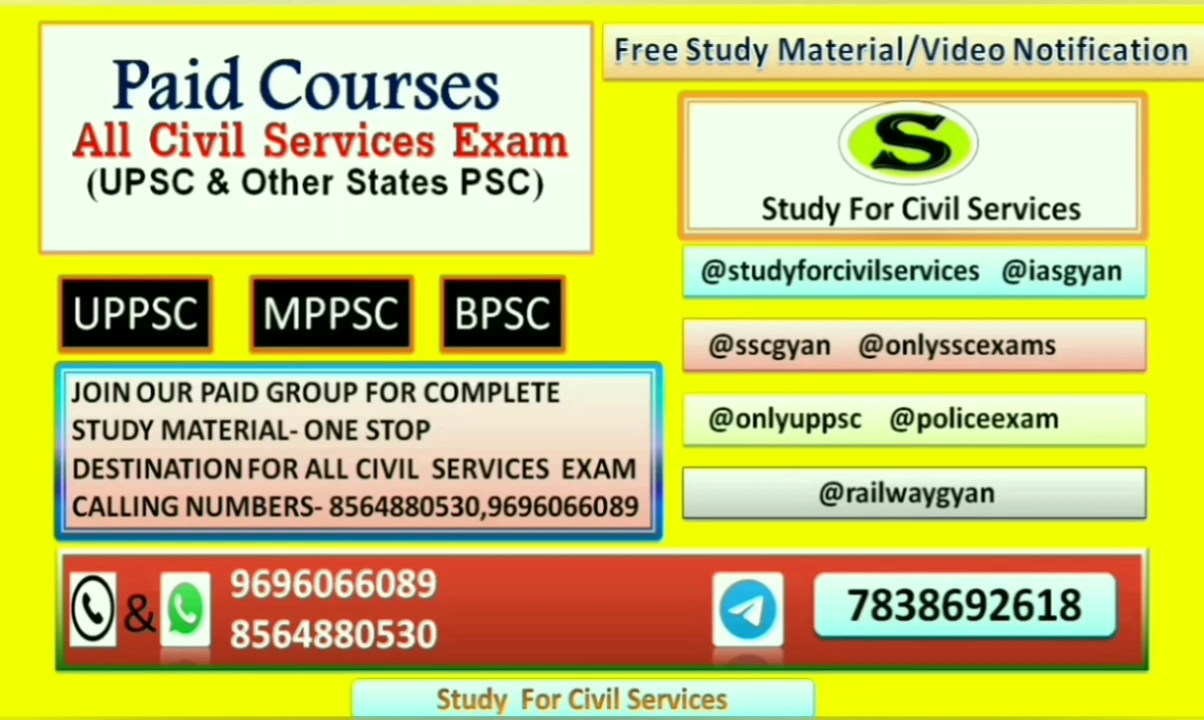 Paid Courses
All Civil Services Exam
(UPSC & Other States PSC)
UPPSC MPPSC BPSC
JOIN OUR PAID GROUP FOR COMPLETE
STUDY MATERIAL- ONE STOP
DESTINATION FOR ALL CIVIL SERVICES EXAM
CALLING NUMBERS- 8564880530,9696066089
Free Study Material/Video Notification
S
Study For Civil Services
@studyforcivilservices @iasgyan
@sscgyan @onlysscexams
@onlyuppsc @policeexam
@railwaygyan
& 9696066089
8564880530
7838692618
Study For Civil Services